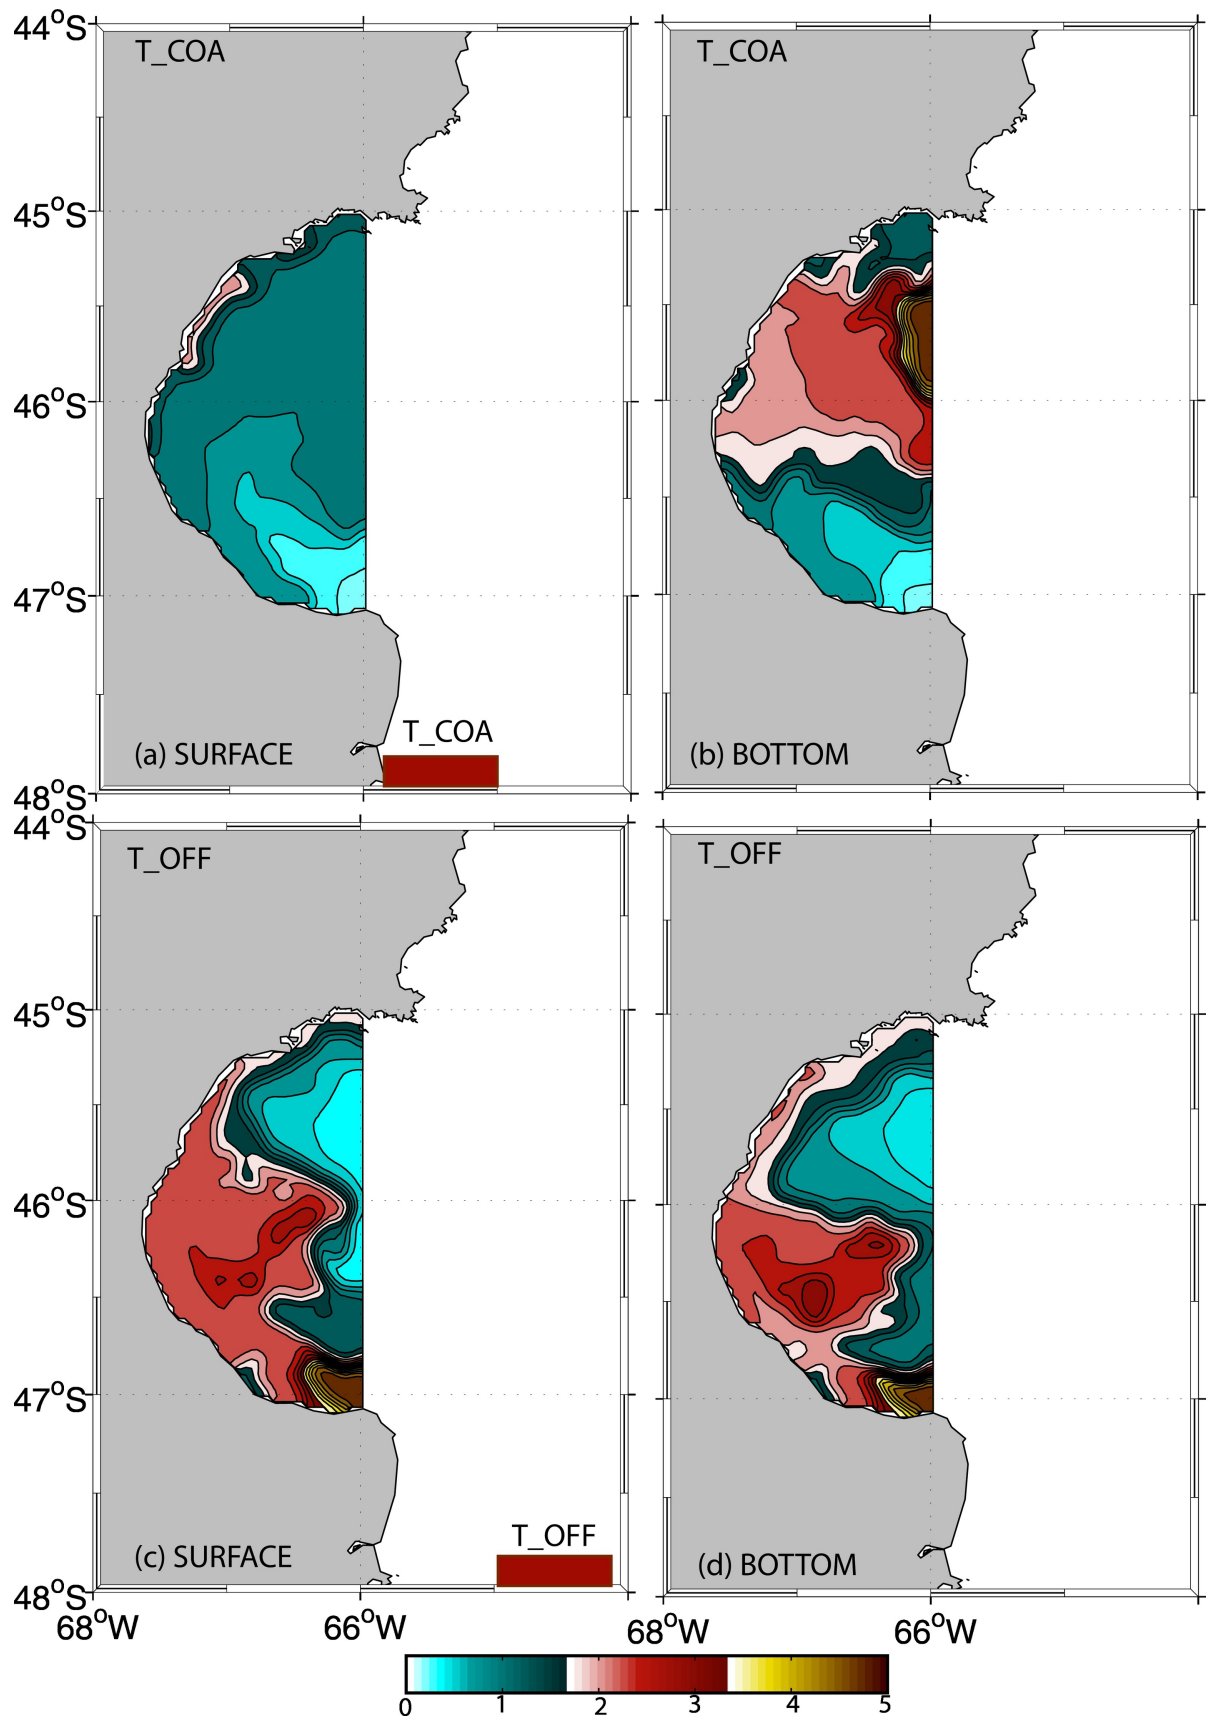 44°S
T_COA
T_COA
45°S
46°S
47°S
T_COA
(a) SURFACE
(b) BOTTOM
48°S
44°S
T_OFF
T_OFF
45°S
46°S
47°S
T_OFF
(c) SURFACE
(d) BOTTOM
48°S
68°W 66°W 68°W 66°W
0 1 2 3 4 5